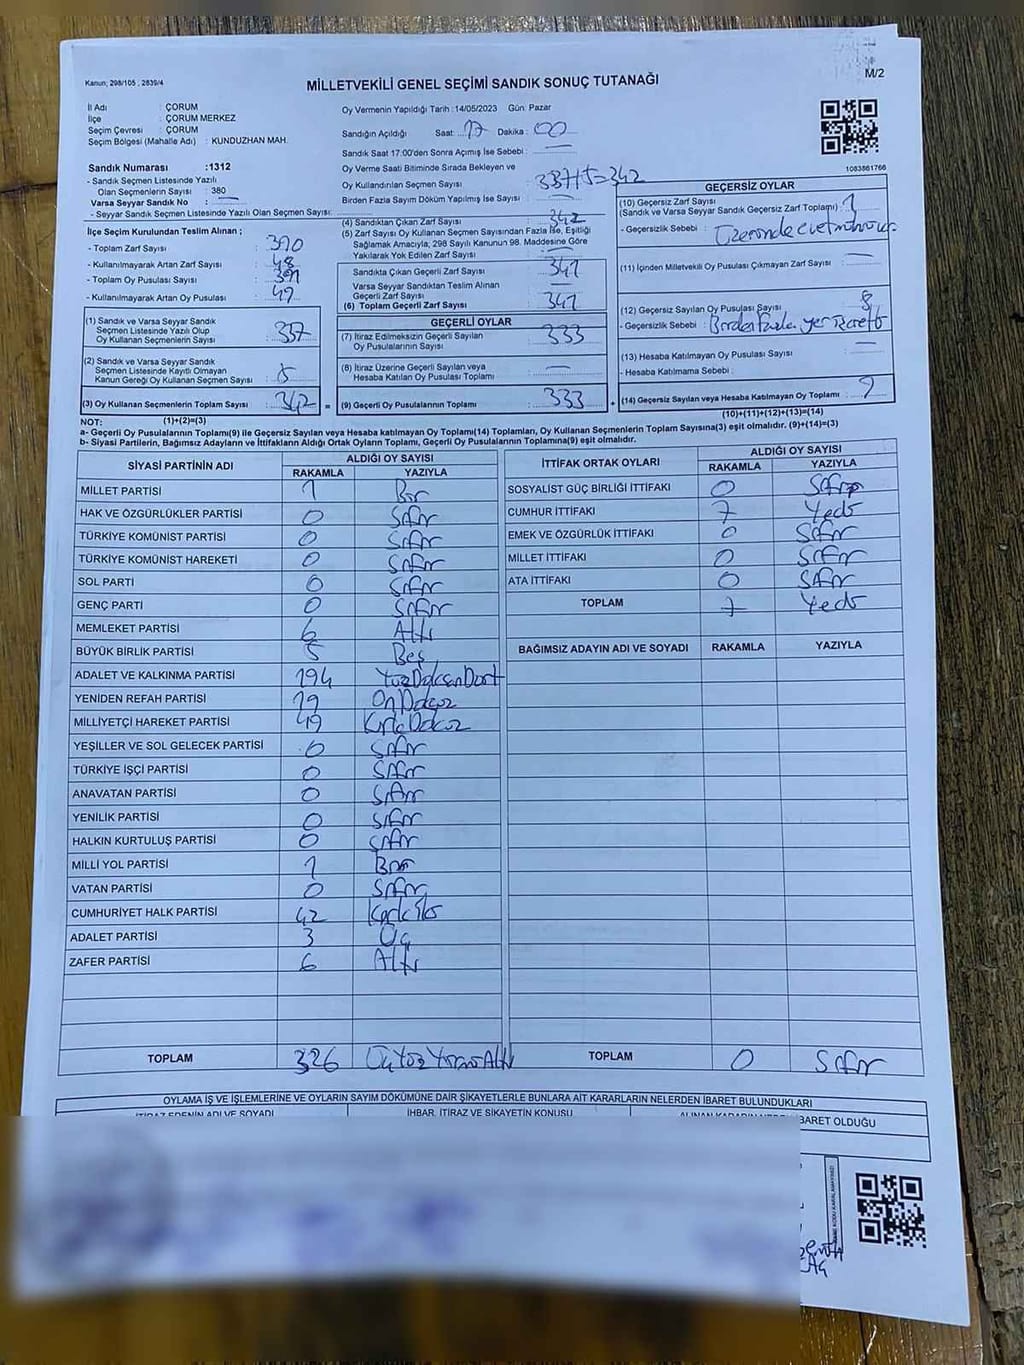 Kanun; 298/105 ; 2839/4
MİLLETVEKİLİ GENEL SEÇİMİ SANDIK SONUÇ TUTANAĞI
M/2
İl Adı : ÇORUM
İlçe : ÇORUM MERKEZ
Seçim Çevresi : ÇORUM
Seçim Bölgesi (Mahalle Adı) : KUNDUZHAN MAH.
Sandık Numarası :1312
- Sandık Seçmen Listesinde Yazılı
Olan Seçmenlerin Sayısı : 380
Varsa Seyyar Sandık No :
- Seyyar Sandık Seçmen Listesinde Yazılı Olan Seçmen Sayısı:
Oy Vermenin Yapıldığı Tarih : 14/05/2023 Gün: Pazar
Sandığın Açıldığı Saat: 17 Dakika : 00
Sandık Saat 17:00'den Sonra Açımış İse Sebebi :
Oy Verme Saati Bitiminde Sırada Bekleyen ve
Oy Kullandırılan Seçmen Sayısı : 337+5=342
Birden Fazla Sayım Döküm Yapılmış İse Sayısı :
1083861766
İlçe Seçim Kurulundan Teslim Alınan ;
- Toplam Zarf Sayısı : 390
- Kullanılmayarak Artan Zarf Sayısı : 48
- Toplam Oy Pusulası Sayısı : 391
- Kullanılmayarak Artan Oy Pusulası : 49
(1) Sandık ve Varsa Seyyar Sandık
Seçmen Listesinde Yazılı Olup
Oy Kullanan Seçmenlerin Sayısı : 337
(2) Sandık ve Varsa Seyyar Sandık
Seçmen Listesinde Kayıtlı Olmayan
Kanun Gereği Oy Kullanan Seçmen Sayısı : 5
(3) Oy Kullanan Seçmenlerin Toplam Sayısı : 342
(4) Sandıktan Çıkan Zarf Sayısı : 342
(5) Zarf Sayısı Oy Kullanan Seçmen Sayısından Fazla İse, Eşitliği
Sağlamak Amacıyla, 298 Sayılı Kanunun 98. Maddesine Göre
Yakılarak Yok Edilen Zarf Sayısı :
Sandıkta Çıkan Geçerli Zarf Sayısı : 341
Varsa Seyyar Sandıktan Teslim Alınan
Geçerli Zarf Sayısı :
(6) Toplam Geçerli Zarf Sayısı : 341
GEÇERLİ OYLAR
(7) İtiraz Edilmeksizin Geçerli Sayılan
Oy Pusulalarının Sayısı : 333
(8) İtiraz Üzerine Geçerli Sayılan veya
Hesaba Katılan Oy Pusulası Toplamı :
= (9) Geçerli Oy Pusulalarının Toplamı : 333
GEÇERSİZ OYLAR
(10) Geçersiz Zarf Sayısı
(Sandık ve Varsa Seyyar Sandık Geçersiz Zarf Toplamı) : 1
- Geçersizlik Sebebi : Üzerinde evet mührü var
(11) İçinden Milletvekili Oy Pusulası Çıkmayan Zarf Sayısı :
(12) Geçersiz Sayılan Oy Pusulası Sayısı : 8
- Geçersizlik Sebebi : Birden fazla yer tercih
(13) Hesaba Katılmayan Oy Pusulası Sayısı :
- Hesaba Katılmama Sebebi :
+ (14) Geçersiz Sayılan veya Hesaba Katılmayan Oy Toplamı : 9
NOT: (1)+(2)=(3) (10)+(11)+(12)+(13)=(14)
a- Geçerli Oy Pusulalarının Toplamı(9) ile Geçersiz Sayılan veya Hesaba katılmayan Oy Toplamı(14) Toplamları, Oy Kullanan Seçmenlerin Toplam Sayısına(3) eşit olmalıdır. (9)+(14)=(3)
b- Siyasi Partilerin, Bağımsız Adayların ve İttifakların Aldığı Ortak Oyların Toplamı, Geçerli Oy Pusulalarının Toplamına(9) eşit olmalıdır.
SİYASİ PARTİNİN ADI ALDIĞI OY SAYISI
RAKAMLA YAZIYLA
MİLLET PARTİSİ 1 Bir
HAK VE ÖZGÜRLÜKLER PARTİSİ 0 Sıfır
TÜRKİYE KOMÜNİST PARTİSİ 0 Sıfır
TÜRKİYE KOMÜNİST HAREKETİ 0 Sıfır
SOL PARTİ 0 Sıfır
GENÇ PARTİ 0 Sıfır
MEMLEKET PARTİSİ 6 Altı
BÜYÜK BİRLİK PARTİSİ 5 Beş
ADALET VE KALKINMA PARTİSİ 194 YüzDoksanDört
YENİDEN REFAH PARTİSİ 19 OnDokuz
MİLLİYETÇİ HAREKET PARTİSİ 49 KırkDokuz
YEŞİLLER VE SOL GELECEK PARTİSİ 0 Sıfır
TÜRKİYE İŞÇİ PARTİSİ 0 Sıfır
ANAVATAN PARTİSİ 0 Sıfır
YENİLİK PARTİSİ 0 Sıfır
HALKIN KURTULUŞ PARTİSİ 0 Sıfır
MİLLİ YOL PARTİSİ 1 Bir
VATAN PARTİSİ 0 Sıfır
CUMHURİYET HALK PARTİSİ 42 Kırkİki
ADALET PARTİSİ 3 Üç
ZAFER PARTİSİ 6 Altı
TOPLAM 326 ÜçYüzYirmiAltı
İTTİFAK ORTAK OYLARI ALDIĞI OY SAYISI
RAKAMLA YAZIYLA
SOSYALİST GÜÇ BİRLİĞİ İTTİFAKI 0 Sıfır
CUMHUR İTTİFAKI 7 Yedi
EMEK VE ÖZGÜRLÜK İTTİFAKI 0 Sıfır
MİLLET İTTİFAKI 0 Sıfır
ATA İTTİFAKI 0 Sıfır
TOPLAM 7 Yedi
BAĞIMSIZ ADAYIN ADI VE SOYADI RAKAMLA YAZIYLA
TOPLAM 0 Sıfır
OYLAMA İŞ VE İŞLEMLERİNE VE OYLARIN SAYIM DÖKÜMÜNE DAİR ŞİKAYETLERLE BUNLARA AİT KARARLARIN NELERDEN İBARET BULUNDUKLARI
İTİRAZ EDENİN ADI VE SOYADI İHBAR, İTİRAZ VE ŞİKAYETİN KONUSU ALINAN KARARIN NEDEN İBARET OLDUĞU